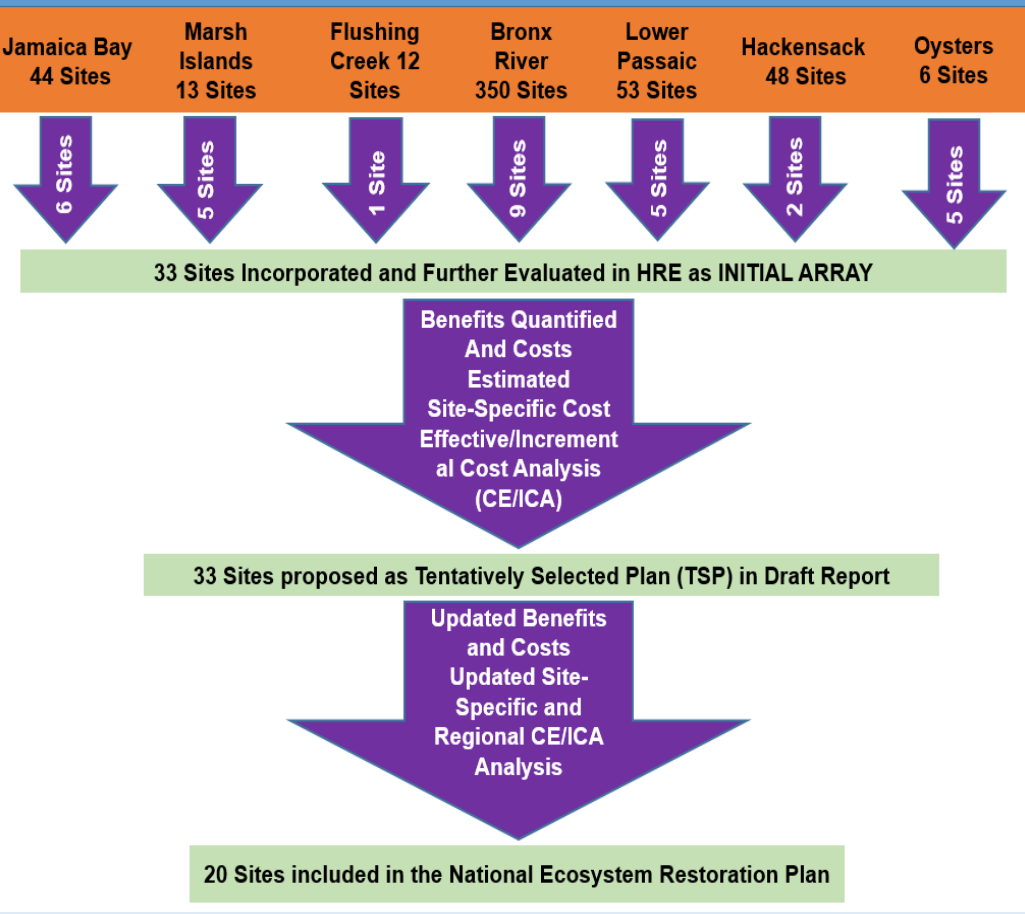 Jamaica Bay
44 Sites
Marsh
Islands
13 Sites
Flushing
Creek 12
Sites
Bronx
River
350 Sites
Lower
Passaic
53 Sites
Hackensack
48 Sites
Oysters
6 Sites
6 Sites
5 Sites
1 Site
9 Sites
5 Sites
2 Sites
5 Sites
33 Sites Incorporated and Further Evaluated in HRE as INITIAL ARRAY
Benefits Quantified
And Costs
Estimated
Site-Specific Cost
Effective/Increment
al Cost Analysis
(CE/ICA)
33 Sites proposed as Tentatively Selected Plan (TSP) in Draft Report
Updated Benefits
and Costs
Updated Site-
Specific and
Regional CE/ICA
Analysis
20 Sites included in the National Ecosystem Restoration Plan